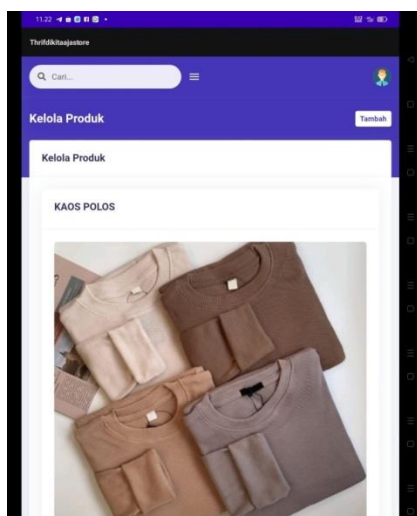 11.22
Thrifdikitaajastore
Cari...
Kelola Produk
Tambah
Kelola Produk
KAOS POLOS